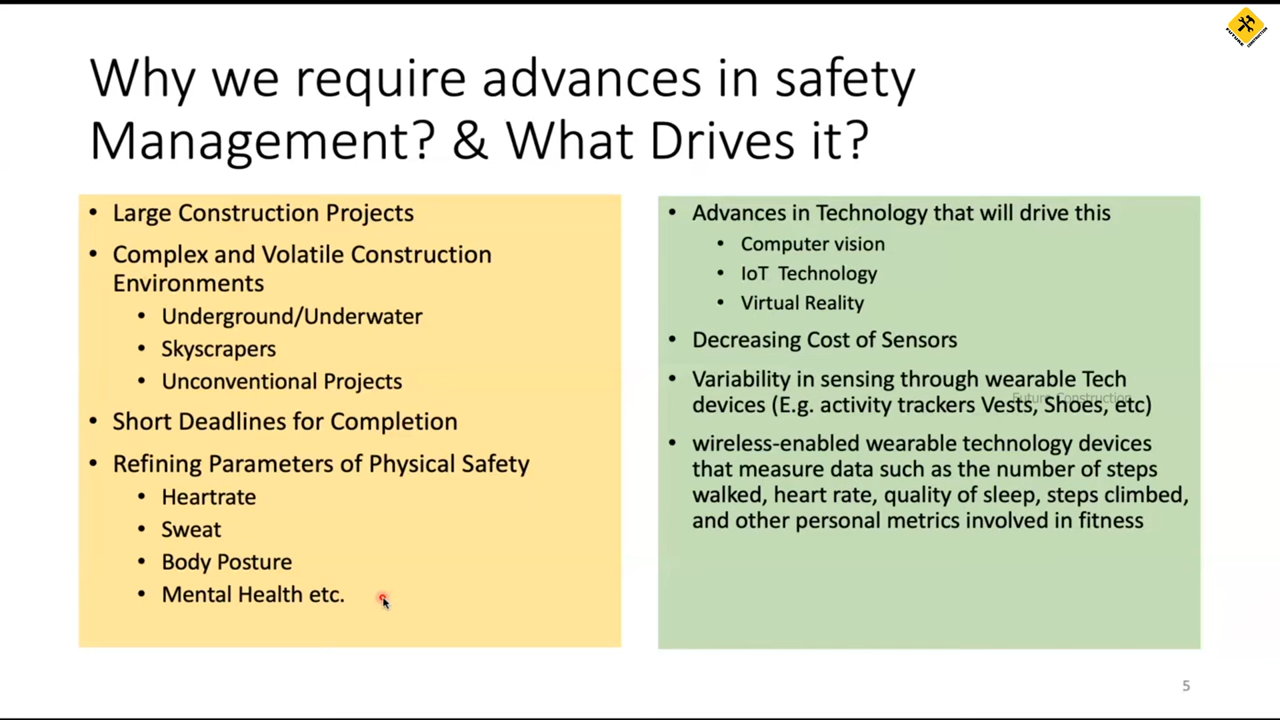 Why we require advances in safety
Management? & What Drives it?
• Large Construction Projects
• Complex and Volatile Construction
Environments
• Underground/Underwater
• Skyscrapers
• Unconventional Projects
• Short Deadlines for Completion
• Refining Parameters of Physical Safety
• Heartrate
• Sweat
• Body Posture
• Mental Health etc.
• Advances in Technology that will drive this
• Computer vision
• IoT Technology
• Virtual Reality
• Decreasing Cost of Sensors
• Variability in sensing through wearable Tech
devices (E.g. activity trackers Vests, Shoes, etc)
Future Construction
• wireless-enabled wearable technology devices
that measure data such as the number of steps
walked, heart rate, quality of sleep, steps climbed,
and other personal metrics involved in fitness
5
FUTURE CONSTRUCTION